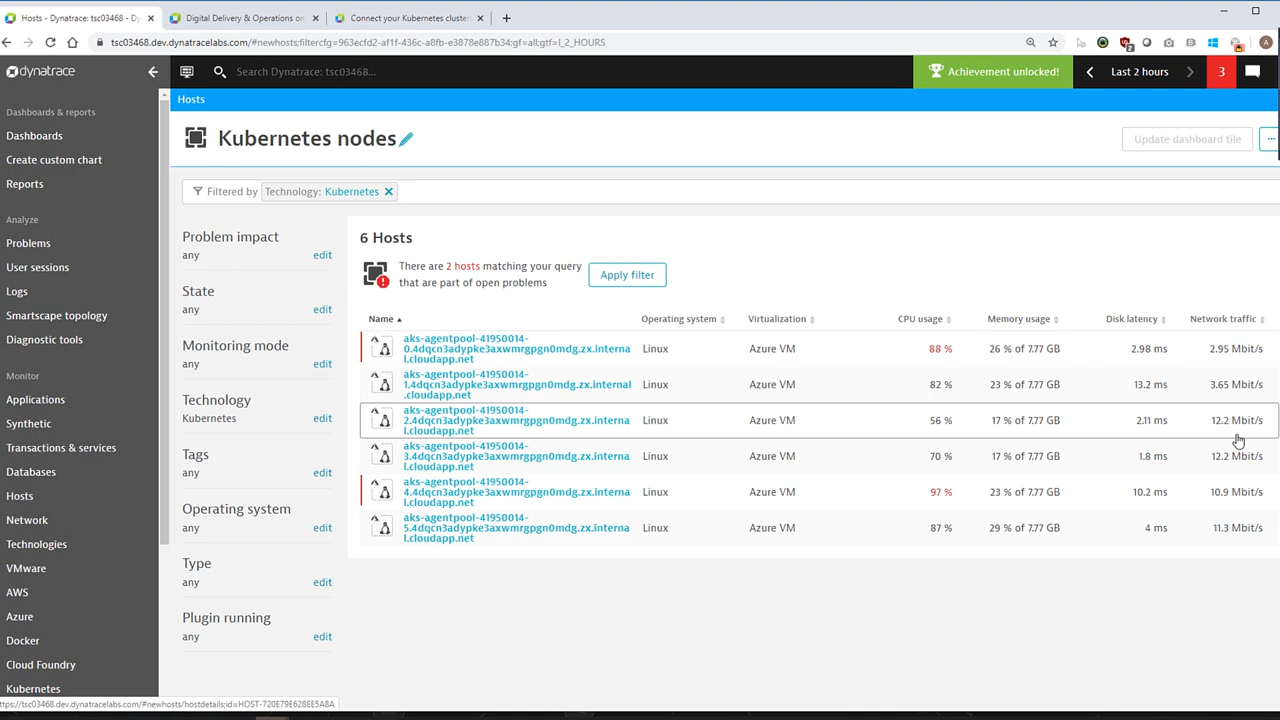 Hosts - Dynatrace: tsc03468 - Dy
Digital Delivery & Operations on
Connect your Kubernetes cluster
tsc03468.dev.dynatracelabs.com/#newhosts;filtercfg=963ecfd2-af1f-436c-a8fb-e3878e887b34;gf=all;gtf=l_2_HOURS
dynatrace
Search Dynatrace: tsc03468...
Achievement unlocked!
Last 2 hours
3
Hosts
Dashboards & reports
Dashboards
Create custom chart
Reports
Analyze
Problems
User sessions
Logs
Smartscape topology
Diagnostic tools
Monitor
Applications
Synthetic
Transactions & services
Databases
Hosts
Network
Technologies
VMware
AWS
Azure
Docker
Cloud Foundry
Kubernetes
Kubernetes nodes
Update dashboard tile
...
Filtered by Technology: Kubernetes
Problem impact
any edit
State
any edit
Monitoring mode
any edit
Technology
Kubernetes edit
Tags
any edit
Operating system
any edit
Type
any edit
Plugin running
any edit
6 Hosts
There are 2 hosts matching your query
that are part of open problems
Apply filter
Name Operating system Virtualization CPU usage Memory usage Disk latency Network traffic
aks-agentpool-41950014-
0.4dqcn3adypke3axwmrgpgn0mdg.zx.interna Linux Azure VM 88 % 26 % of 7.77 GB 2.98 ms 2.95 Mbit/s
l.cloudapp.net
aks-agentpool-41950014-
1.4dqcn3adypke3axwmrgpgn0mdg.zx.internal Linux Azure VM 82 % 23 % of 7.77 GB 13.2 ms 3.65 Mbit/s
.cloudapp.net
aks-agentpool-41950014-
2.4dqcn3adypke3axwmrgpgn0mdg.zx.interna Linux Azure VM 56 % 17 % of 7.77 GB 2.11 ms 12.2 Mbit/s
l.cloudapp.net
aks-agentpool-41950014-
3.4dqcn3adypke3axwmrgpgn0mdg.zx.interna Linux Azure VM 70 % 17 % of 7.77 GB 1.8 ms 12.2 Mbit/s
l.cloudapp.net
aks-agentpool-41950014-
4.4dqcn3adypke3axwmrgpgn0mdg.zx.interna Linux Azure VM 97 % 23 % of 7.77 GB 10.2 ms 10.9 Mbit/s
l.cloudapp.net
aks-agentpool-41950014-
5.4dqcn3adypke3axwmrgpgn0mdg.zx.interna Linux Azure VM 87 % 29 % of 7.77 GB 4 ms 11.3 Mbit/s
l.cloudapp.net
ttps://tsc03468.dev.dynatracelabs.com/#newhosts/hostdetails;id=HOST-720E79E628EE5A8A